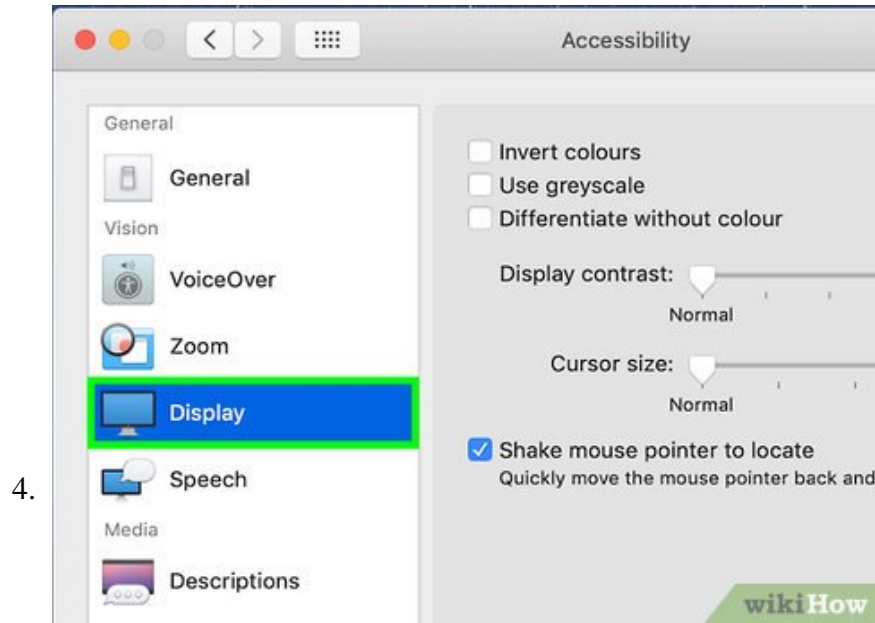 Accessibility
General
General
Vision
VoiceOver
Zoom
Display
Speech
Media
Descriptions
Invert colours
Use greyscale
Differentiate without colour
Display contrast:
Normal
Cursor size:
Normal
Shake mouse pointer to locate
Quickly move the mouse pointer back and
4.
wikiHow